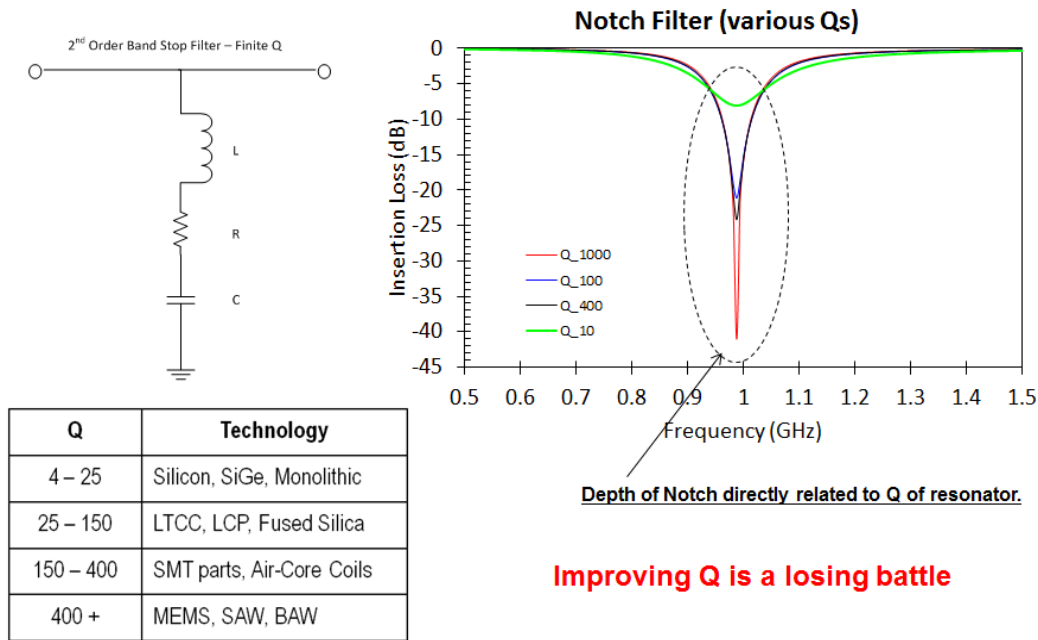 2nd Order Band Stop Filter – Finite Q
L
R
C
Notch Filter (various Qs)
Insertion Loss (dB)
0
-5
-10
-15
-20
-25
-30
-35
-40
-45
Q_1000
Q_100
Q_400
Q_10
0.5 0.6 0.7 0.8 0.9 1 1.1 1.2 1.3 1.4 1.5
Frequency (GHz)
Depth of Notch directly related to Q of resonator.
Improving Q is a losing battle
Q Technology
4 – 25 Silicon, SiGe, Monolithic
25 – 150 LTCC, LCP, Fused Silica
150 – 400 SMT parts, Air-Core Coils
400 + MEMS, SAW, BAW